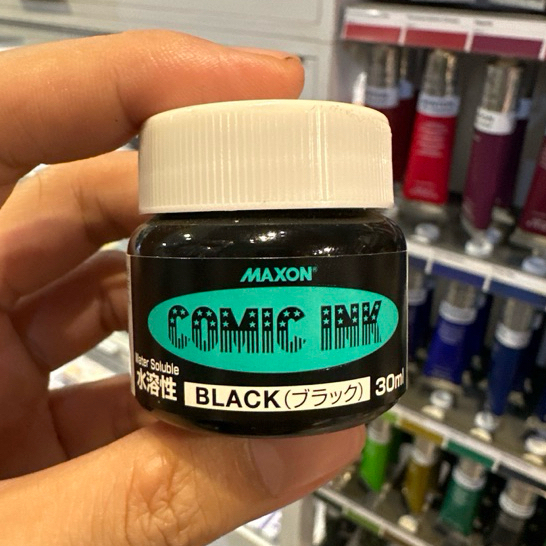 MAXON®
COMIC INK
Water Soluble
水溶性
BLACK(ブラック)
30ml